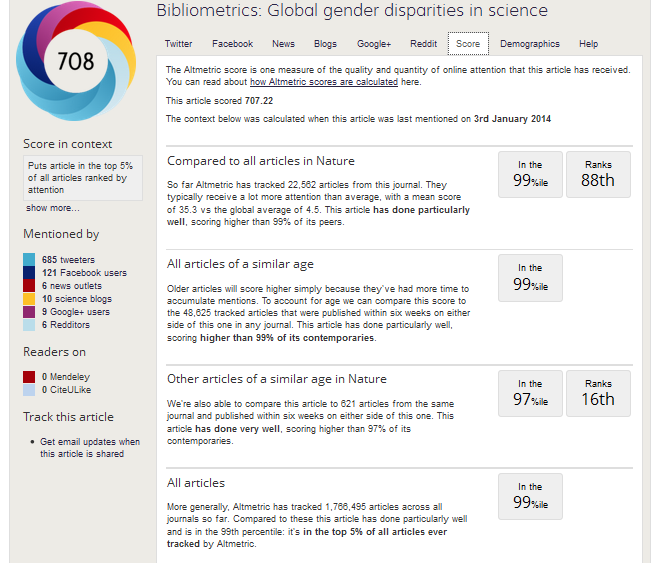 Bibliometrics: Global gender disparities in science
708
Twitter Facebook News Blogs Google+ Reddit Score Demographics Help
The Altmetric score is one measure of the quality and quantity of online attention that this article has received.
You can read about how Altmetric scores are calculated here.
This article scored 707.22
The context below was calculated when this article was last mentioned on 3rd January 2014
Score in context
Puts article in the top 5%
of all articles ranked by
attention
show more...
Mentioned by
685 tweeters
121 Facebook users
6 news outlets
10 science blogs
9 Google+ users
6 Redditors
Readers on
0 Mendeley
0 CiteULike
Track this article
Get email updates when
this article is shared
Compared to all articles in Nature
So far Altmetric has tracked 22,562 articles from this journal. They
typically receive a lot more attention than average, with a mean score
of 35.3 vs the global average of 4.5. This article has done particularly
well, scoring higher than 99% of its peers.
In the
99%ile
Ranks
88th
All articles of a similar age
Older articles will score higher simply because they've had more time to
accumulate mentions. To account for age we can compare this score to
the 48,625 tracked articles that were published within six weeks on either
side of this one in any journal. This article has done particularly well,
scoring higher than 99% of its contemporaries.
In the
99%ile
Other articles of a similar age in Nature
We're also able to compare this article to 621 articles from the same
journal and published within six weeks on either side of this one. This
article has done very well, scoring higher than 97% of its
contemporaries.
In the
97%ile
Ranks
16th
All articles
More generally, Altmetric has tracked 1,766,495 articles across all
journals so far. Compared to these this article has done particularly well
and is in the 99th percentile: it's in the top 5% of all articles ever
tracked by Altmetric.
In the
99%ile